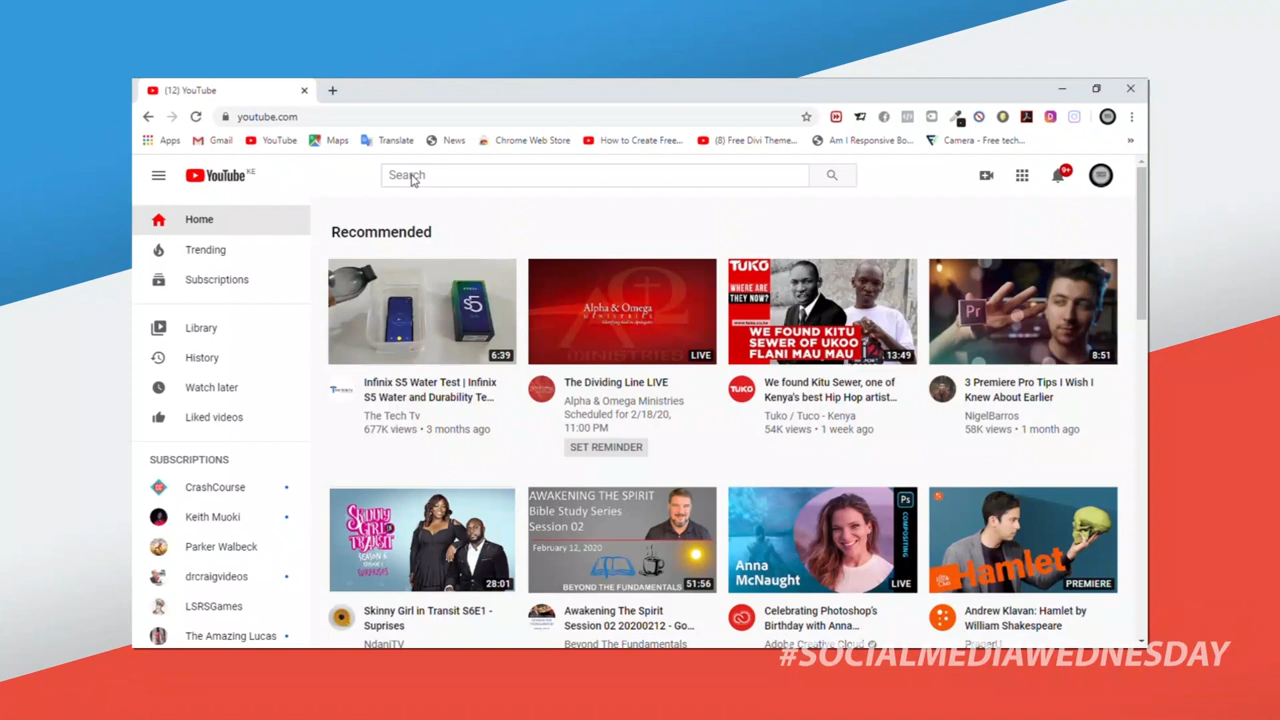 (12) YouTube
youtube.com
Apps
Gmail
YouTube
Maps
Translate
News
Chrome Web Store
How to Create Free...
(8) Free Divi Theme...
Am I Responsive Bo...
Camera - Free tech...
»
YouTube KE
Search
9+
Home
Trending
Subscriptions
Library
History
Watch later
Liked videos
SUBSCRIPTIONS
CrashCourse
Keith Muoki
Parker Walbeck
drcraigvideos
LSRSGames
The Amazing Lucas
Recommended
S5
6:39
Infinix S5 Water Test | Infinix
S5 Water and Durability Te...
The Tech Tv
677K views • 3 months ago
Alpha & Omega
MINISTRIES
LIVE
The Dividing Line LIVE
Alpha & Omega Ministries
Scheduled for 2/18/20,
11:00 PM
SET REMINDER
TUKO
WHERE ARE
THEY NOW?
WE FOUND KITU
SEWER OF UKOO
FLANI MAU MAU
13:49
TUKO
We found Kitu Sewer, one of
Kenya's best Hip Hop artist...
Tuko / Tuco - Kenya
54K views • 1 week ago
Pr
8:51
3 Premiere Pro Tips I Wish I
Knew About Earlier
NigelBarros
58K views • 1 month ago
SKINNY
GIRL IN
TRANSIT
SEASON 6
SURPRISES
28:01
Skinny Girl in Transit S6E1 -
Suprises
NdaniTV
AWAKENING THE SPIRIT
Bible Study Series
Session 02
February 12, 2020
BEYOND THE FUNDAMENTALS
51:56
Awakening The Spirit
Session 02 20200212 - Go...
Beyond The Fundamentals
Ps
COMPOSITING
Anna
McNaught
LIVE
Celebrating Photoshop's
Birthday with Anna...
Adobe Creative Cloud
Hamlet
PREMIERE
Andrew Klavan: Hamlet by
William Shakespeare
PragerU
#SOCIALMEDIAWEDNESDAY